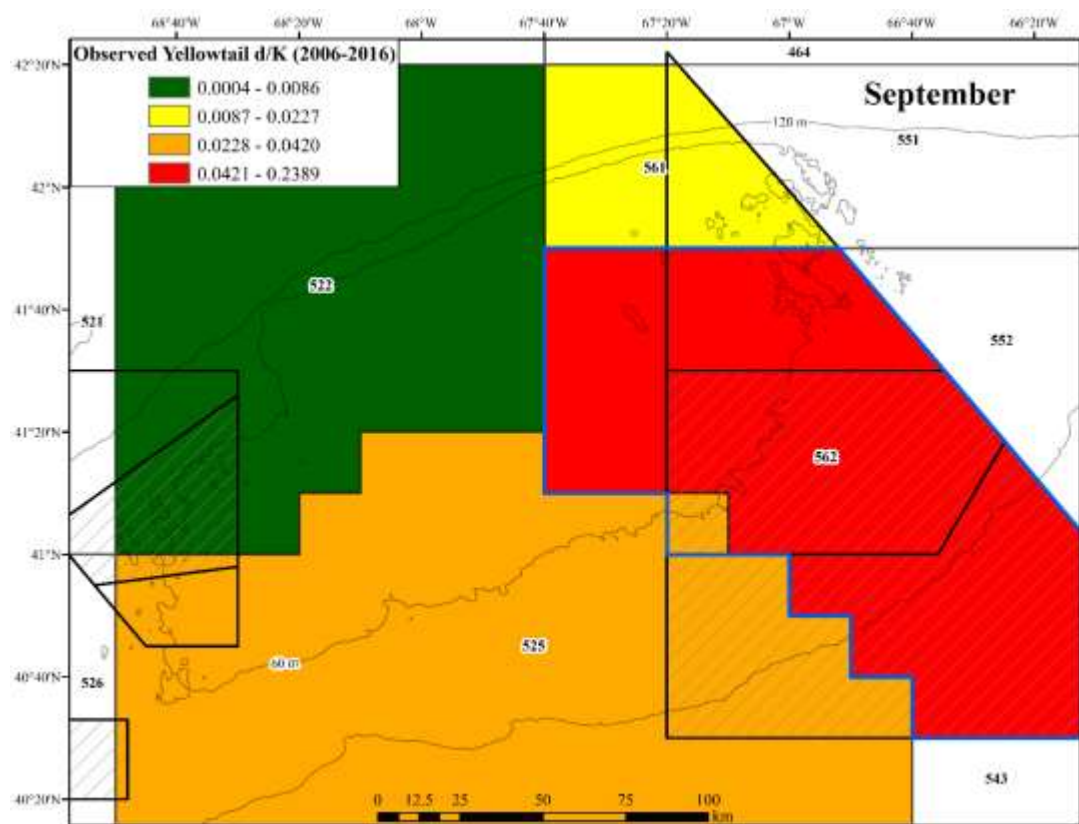 68°40'W 68°20'W 68°W 67°40'W 67°20'W 67°W 66°40'W 66°20'W
Observed Yellowtail d/K (2006-2016)
0.0004 - 0.0086
0.0087 - 0.0227
0.0228 - 0.0420
0.0421 - 0.2389
464
September
120 m
551
561
522
521
552
562
525
60 m
526
543
42°20'N
42°N
41°40'N
41°20'N
41°N
40°40'N
40°20'N
0 12.5 25 50 75 100
km